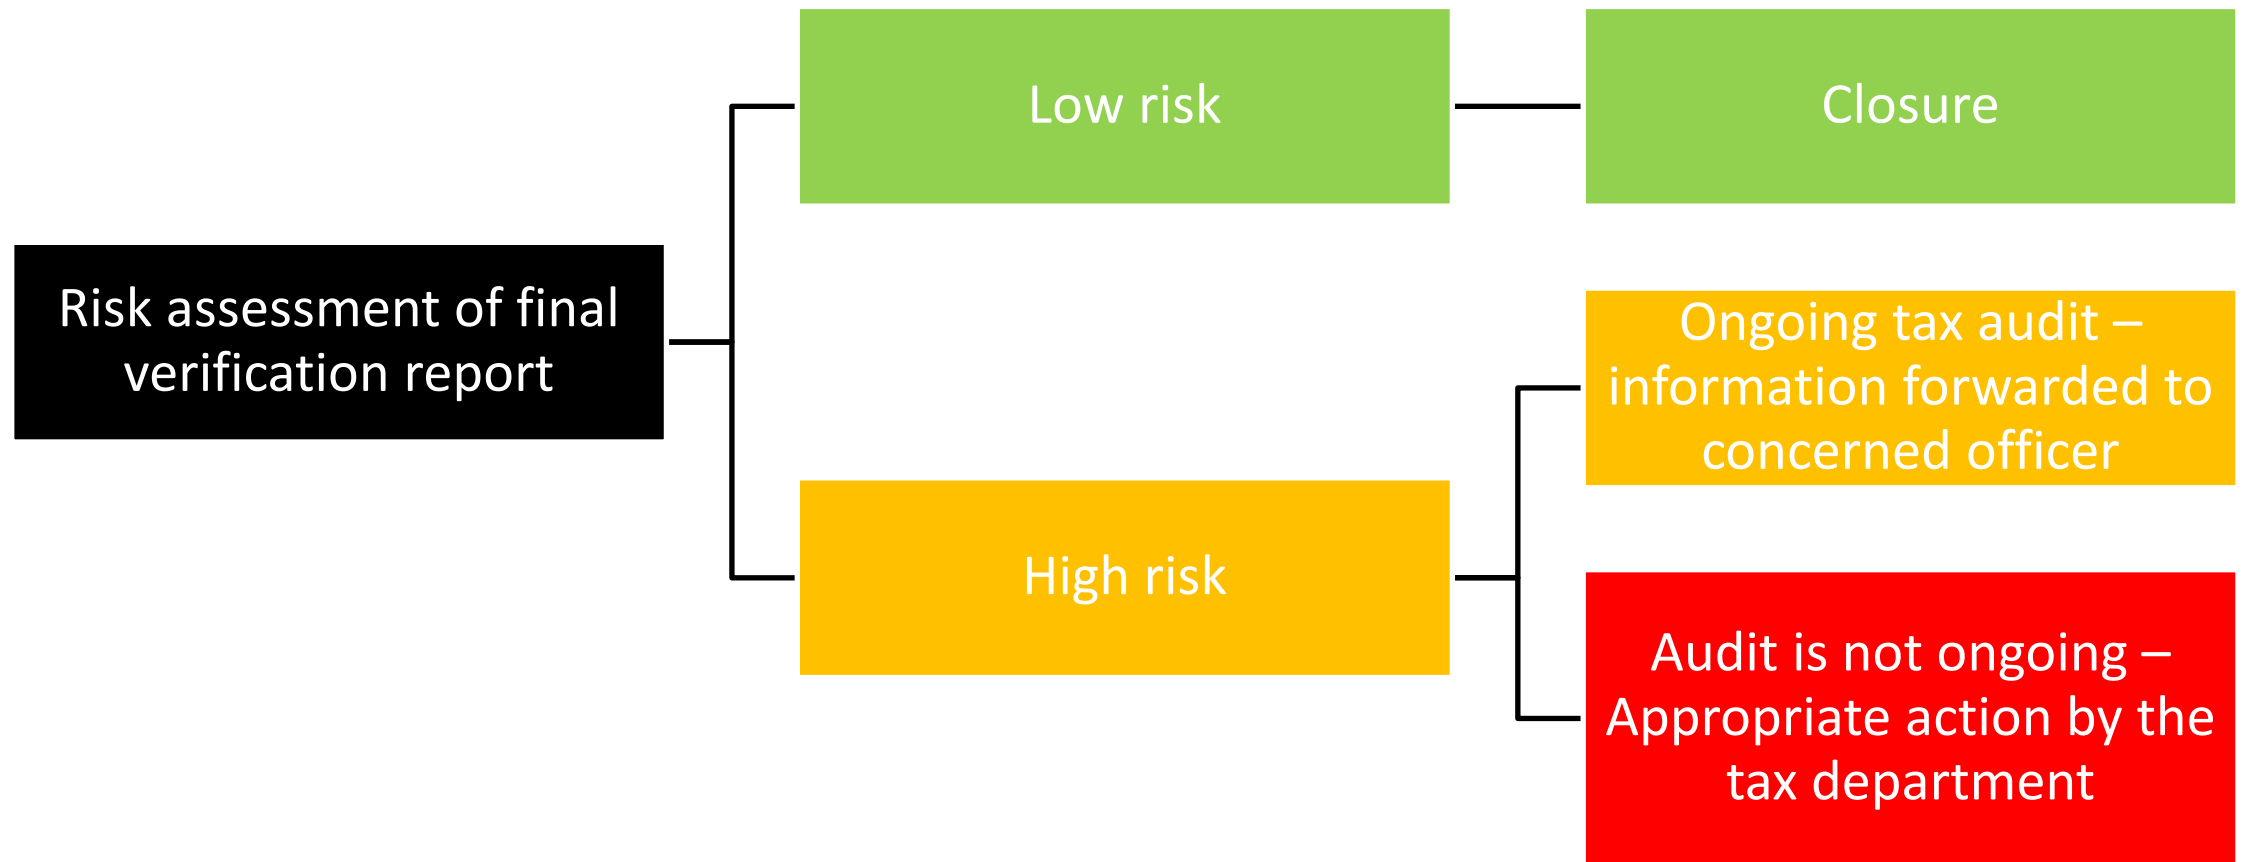 Risk assessment of final
verification report
Low risk
Closure
High risk
Ongoing tax audit –
information forwarded to
concerned officer
Audit is not ongoing –
Appropriate action by the
tax department